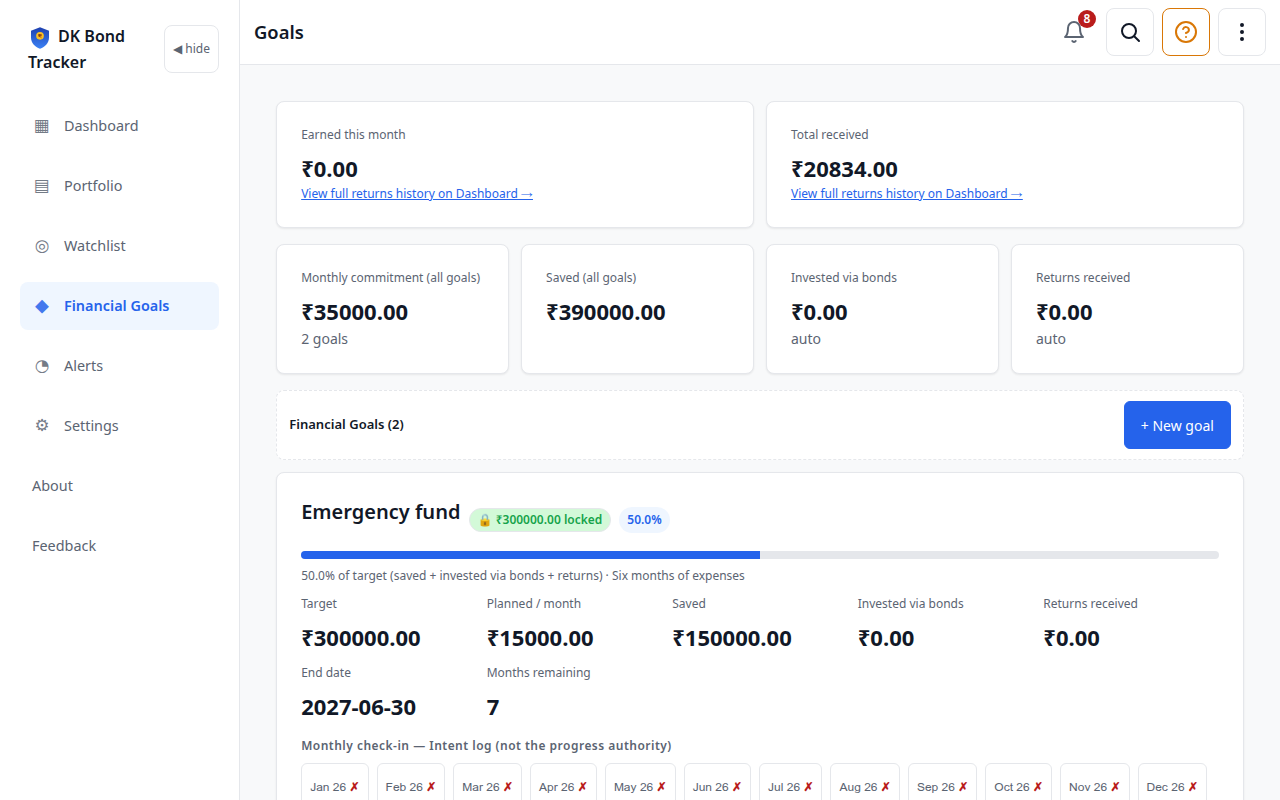 DK Bond Tracker
◀ hide
Dashboard
Portfolio
Watchlist
Financial Goals
Alerts
Settings
About
Feedback
Goals
8
Earned this month
₹0.00
View full returns history on Dashboard →
Total received
₹20834.00
View full returns history on Dashboard →
Monthly commitment (all goals)
₹35000.00
2 goals
Saved (all goals)
₹390000.00
Invested via bonds
₹0.00
auto
Returns received
₹0.00
auto
Financial Goals (2)
+ New goal
Emergency fund
🔒 ₹300000.00 locked
50.0%
50.0% of target (saved + invested via bonds + returns) · Six months of expenses
Target
₹300000.00
Planned / month
₹15000.00
Saved
₹150000.00
Invested via bonds
₹0.00
Returns received
₹0.00
End date
2027-06-30
Months remaining
7
Monthly check-in — Intent log (not the progress authority)
Jan 26 ✗
Feb 26 ✗
Mar 26 ✗
Apr 26 ✗
May 26 ✗
Jun 26 ✗
Jul 26 ✗
Aug 26 ✗
Sep 26 ✗
Oct 26 ✗
Nov 26 ✗
Dec 26 ✗